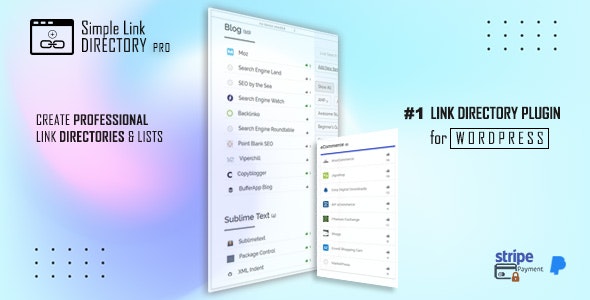 Simple Link
DIRECTORY PRO
CREATE PROFESSIONAL
LINK DIRECTORIES & LISTS
Blog
Moz
Search Engine Land
SEO by the Sea
Search Engine Watch
Backlinko
Search Engine Roundtable
Point Blank SEO
Viperchill
Copyblogger
BufferApp Blog
Sublime Text
Sublimetext
Package Control
XML Indent
Show All
eCommerce
#1 LINK DIRECTORY PLUGIN
for WORDPRESS
stripe
Payment